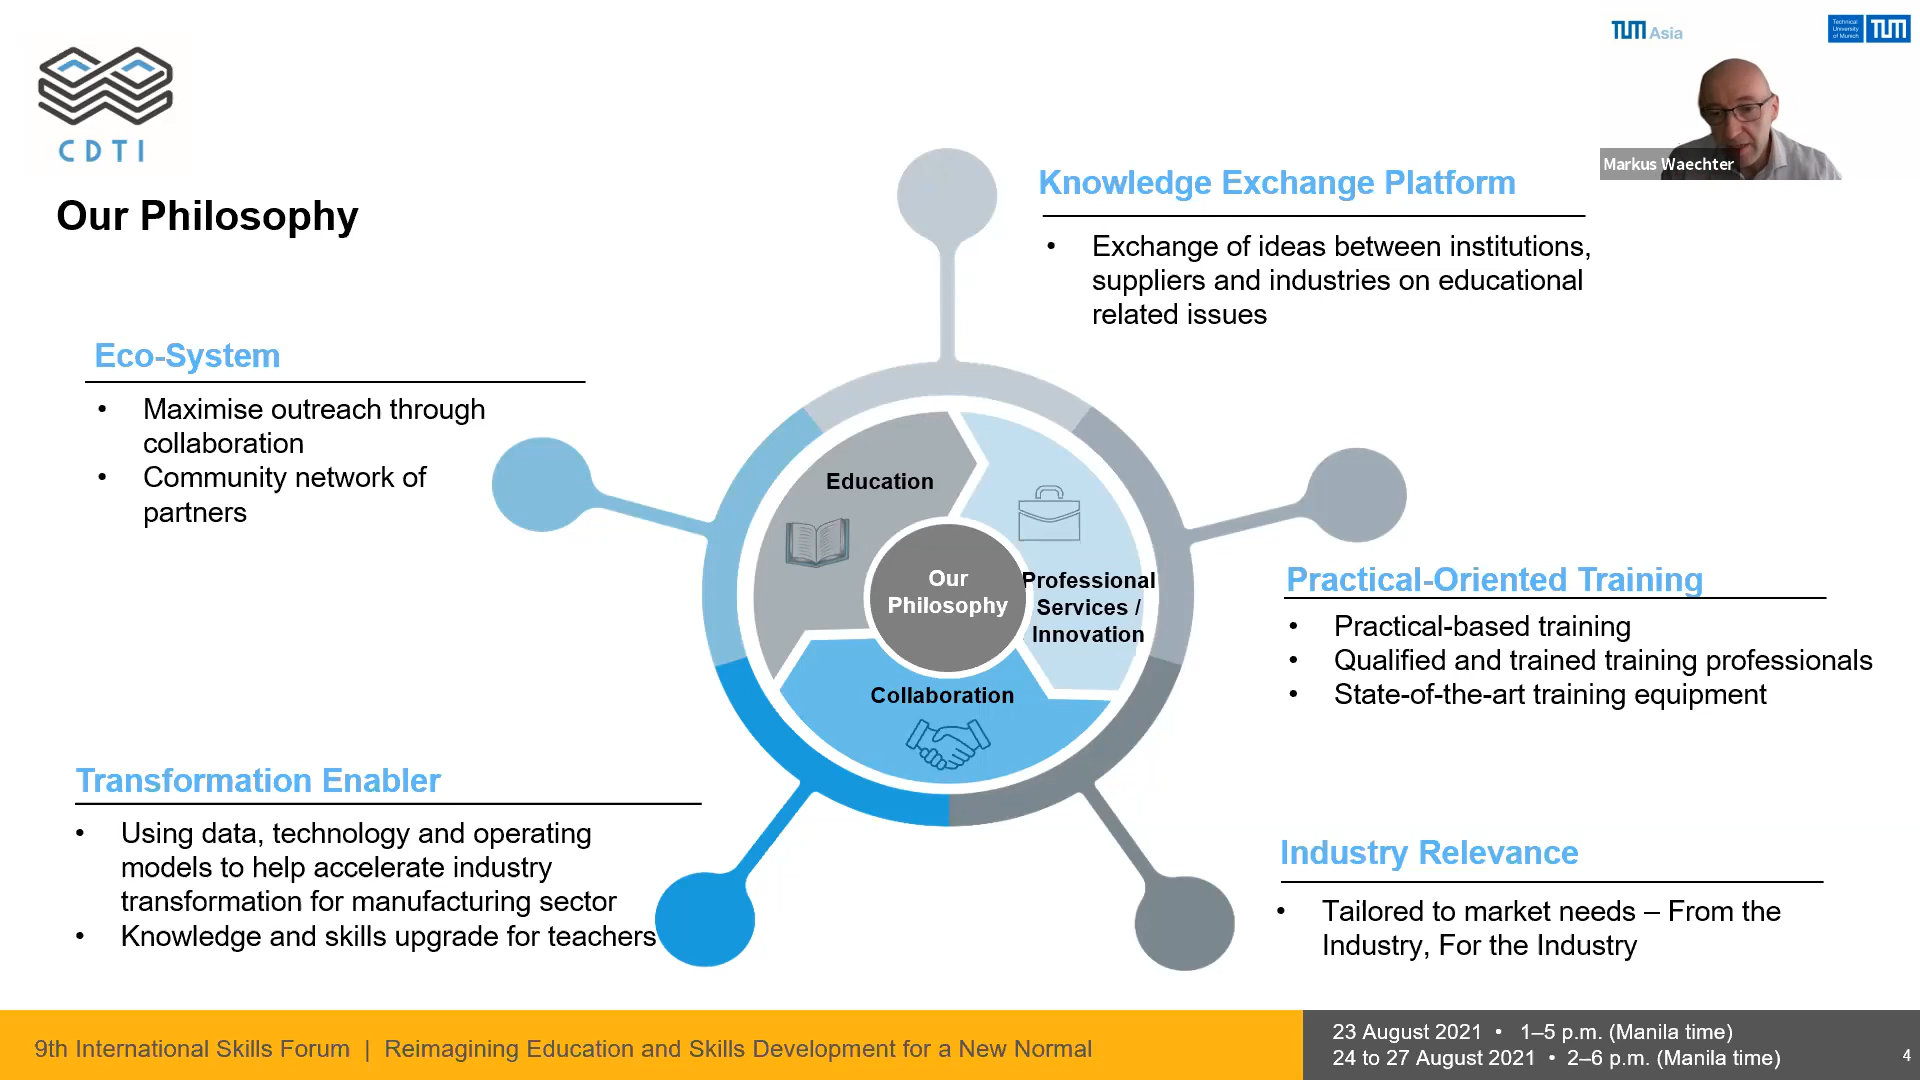 TUM Asia
Technical
University
of Munich
TUM
CDTI
Markus Waechter
Our Philosophy
Knowledge Exchange Platform
• Exchange of ideas between institutions,
suppliers and industries on educational
related issues
Eco-System
• Maximise outreach through
collaboration
• Community network of
partners
Education
Our
Philosophy
Professional
Services /
Innovation
Collaboration
Practical-Oriented Training
• Practical-based training
• Qualified and trained training professionals
• State-of-the-art training equipment
Transformation Enabler
• Using data, technology and operating
models to help accelerate industry
transformation for manufacturing sector
• Knowledge and skills upgrade for teachers
Industry Relevance
• Tailored to market needs – From the
Industry, For the Industry
9th International Skills Forum | Reimagining Education and Skills Development for a New Normal
23 August 2021 • 1–5 p.m. (Manila time)
24 to 27 August 2021 • 2–6 p.m. (Manila time)
4